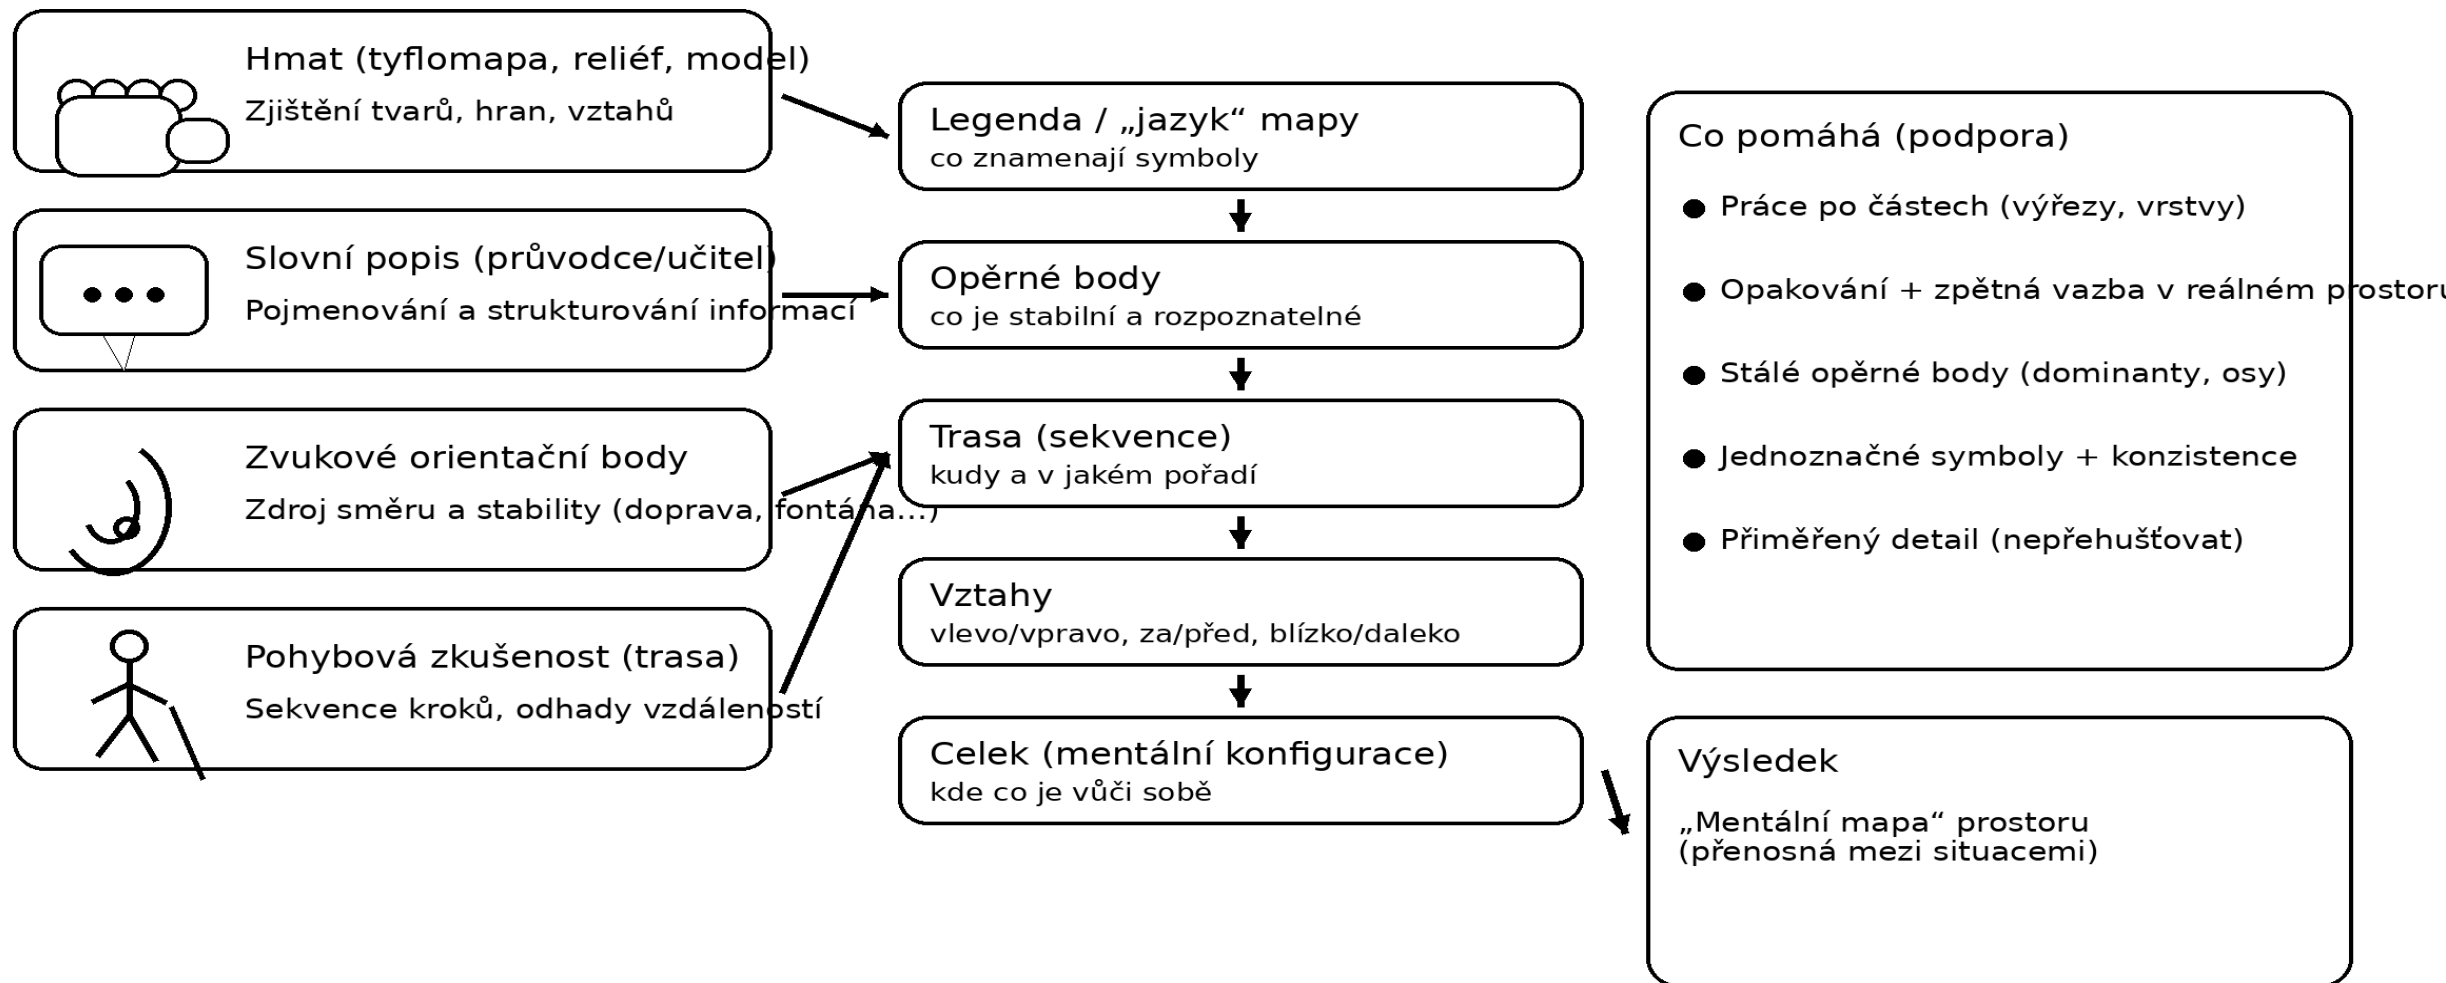 Hmat (tyflomapa, reliéf, model)
Zjištění tvarů, hran, vztahů
Slovní popis (průvodce/učitel)
Pojmenování a strukturování informací
Zvukové orientační body
Zdroj směru a stability (doprava, fontána...)
Pohybová zkušenost (trasa)
Sekvence kroků, odhady vzdáleností
Legenda / „jazyk“ mapy
co znamenají symboly
Opěrné body
co je stabilní a rozpoznatelné
Trasa (sekvence)
kudy a v jakém pořadí
Vztahy
vlevo/vpravo, za/před, blízko/daleko
Celek (mentální konfigurace)
kde co je vůči sobě
Co pomáhá (podpora)
Práce po částech (výřezy, vrstvy)
Opakování + zpětná vazba v reálném prostoru
Stálé opěrné body (dominanty, osy)
Jednoznačné symboly + konzistence
Přiměřený detail (nepřehušťovat)
Výsledek
„Mentální mapa“ prostoru
(přenosná mezi situacemi)